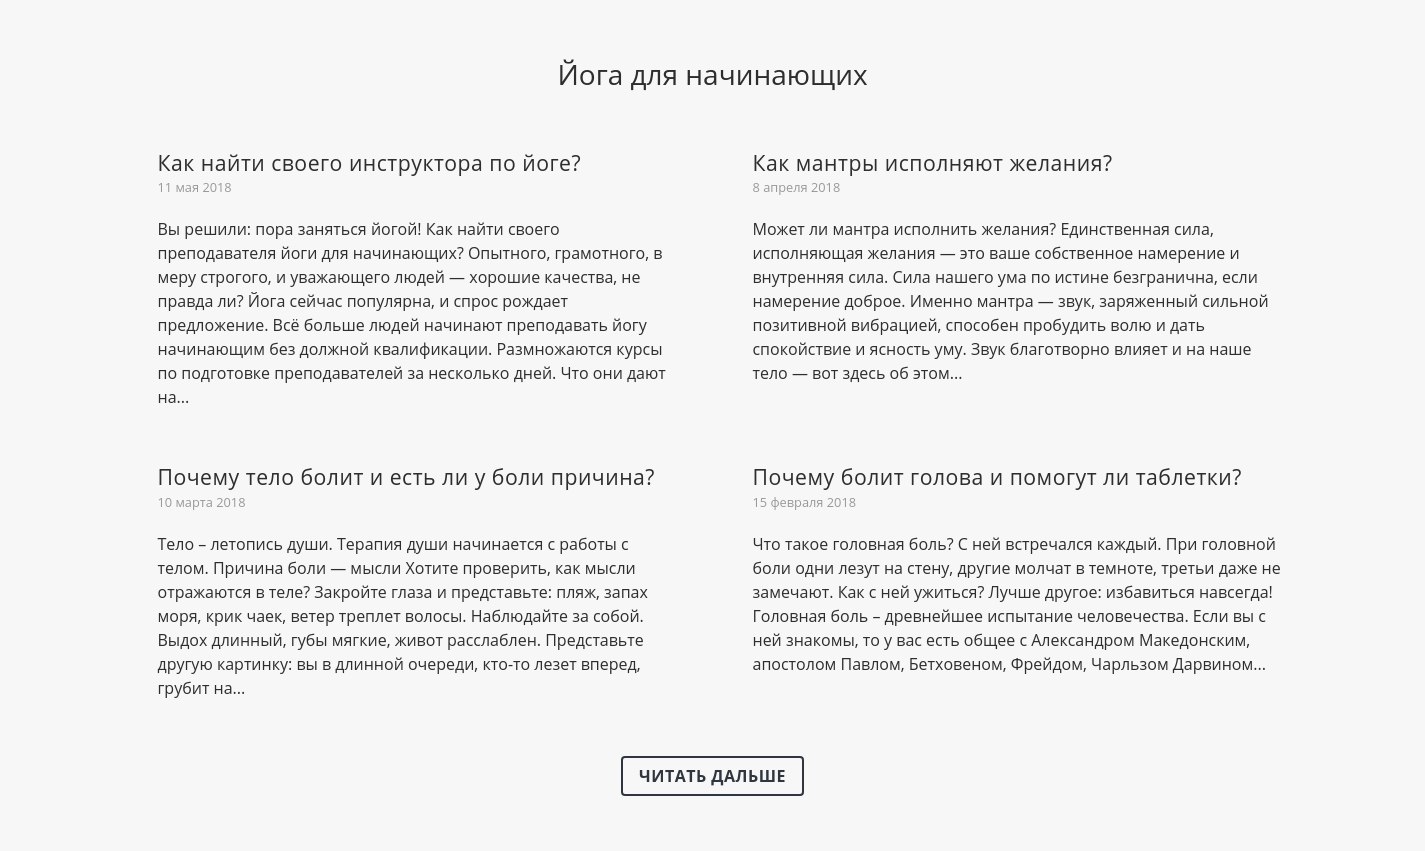 Йога для начинающих
Как найти своего инструктора по йоге?
11 мая 2018
Вы решили: пора заняться йогой! Как найти своего
преподавателя йоги для начинающих? Опытного, грамотного, в
меру строгого, и уважающего людей — хорошие качества, не
правда ли? Йога сейчас популярна, и спрос рождает
предложение. Всё больше людей начинают преподавать йогу
начинающим без должной квалификации. Размножаются курсы
по подготовке преподавателей за несколько дней. Что они дают
на...
Как мантры исполняют желания?
8 апреля 2018
Может ли мантра исполнить желания? Единственная сила,
исполняющая желания — это ваше собственное намерение и
внутренняя сила. Сила нашего ума по истине безгранична, если
намерение доброе. Именно мантра — звук, заряженный сильной
позитивной вибрацией, способен пробудить волю и дать
спокойствие и ясность уму. Звук благотворно влияет и на наше
тело — вот здесь об этом...
Почему тело болит и есть ли у боли причина?
10 марта 2018
Тело – летопись души. Терапия души начинается с работы с
телом. Причина боли — мысли Хотите проверить, как мысли
отражаются в теле? Закройте глаза и представьте: пляж, запах
моря, крик чаек, ветер треплет волосы. Наблюдайте за собой.
Выдох длинный, губы мягкие, живот расслаблен. Представьте
другую картинку: вы в длинной очереди, кто-то лезет вперед,
грубит на...
Почему болит голова и помогут ли таблетки?
15 февраля 2018
Что такое головная боль? С ней встречался каждый. При головной
боли одни лезут на стену, другие молчат в темноте, третьи даже не
замечают. Как с ней ужиться? Лучше другое: избавиться навсегда!
Головная боль – древнейшее испытание человечества. Если вы с
ней знакомы, то у вас есть общее с Александром Македонским,
апостолом Павлом, Бетховеном, Фрейдом, Чарльзом Дарвином...
ЧИТАТЬ ДАЛЬШЕ